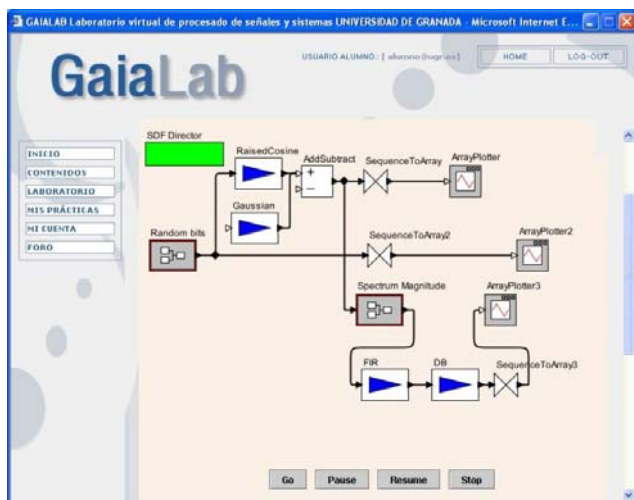 GAIALAB Laboratorio virtual de procesado de señales y sistemas UNIVERSIDAD DE GRANADA - Microsoft Internet E...
GaiaLab
USUARIO ALUMNO: [ alumno@ugr.es ]
HOME
LOG-OUT
INICIO
CONTENIDOS
LABORATORIO
MIS PRÁCTICAS
MI CUENTA
FORO
SDF Director
RaisedCosine
AddSubtract
SequenceToArray
ArrayPlotter
Gaussian
Random bits
SequenceToArray2
ArrayPlotter2
Spectrum Magnitude
ArrayPlotter3
FIR
DB
SequenceToArray3
Go
Pause
Resume
Stop